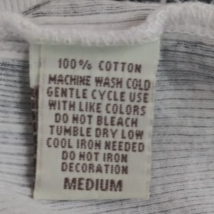 100% COTTON
MACHINE WASH COLD
GENTLE CYCLE USE
WITH LIKE COLORS
DO NOT BLEACH
TUMBLE DRY LOW
COOL IRON NEEDED
DO NOT IRON
DECORATION
MEDIUM